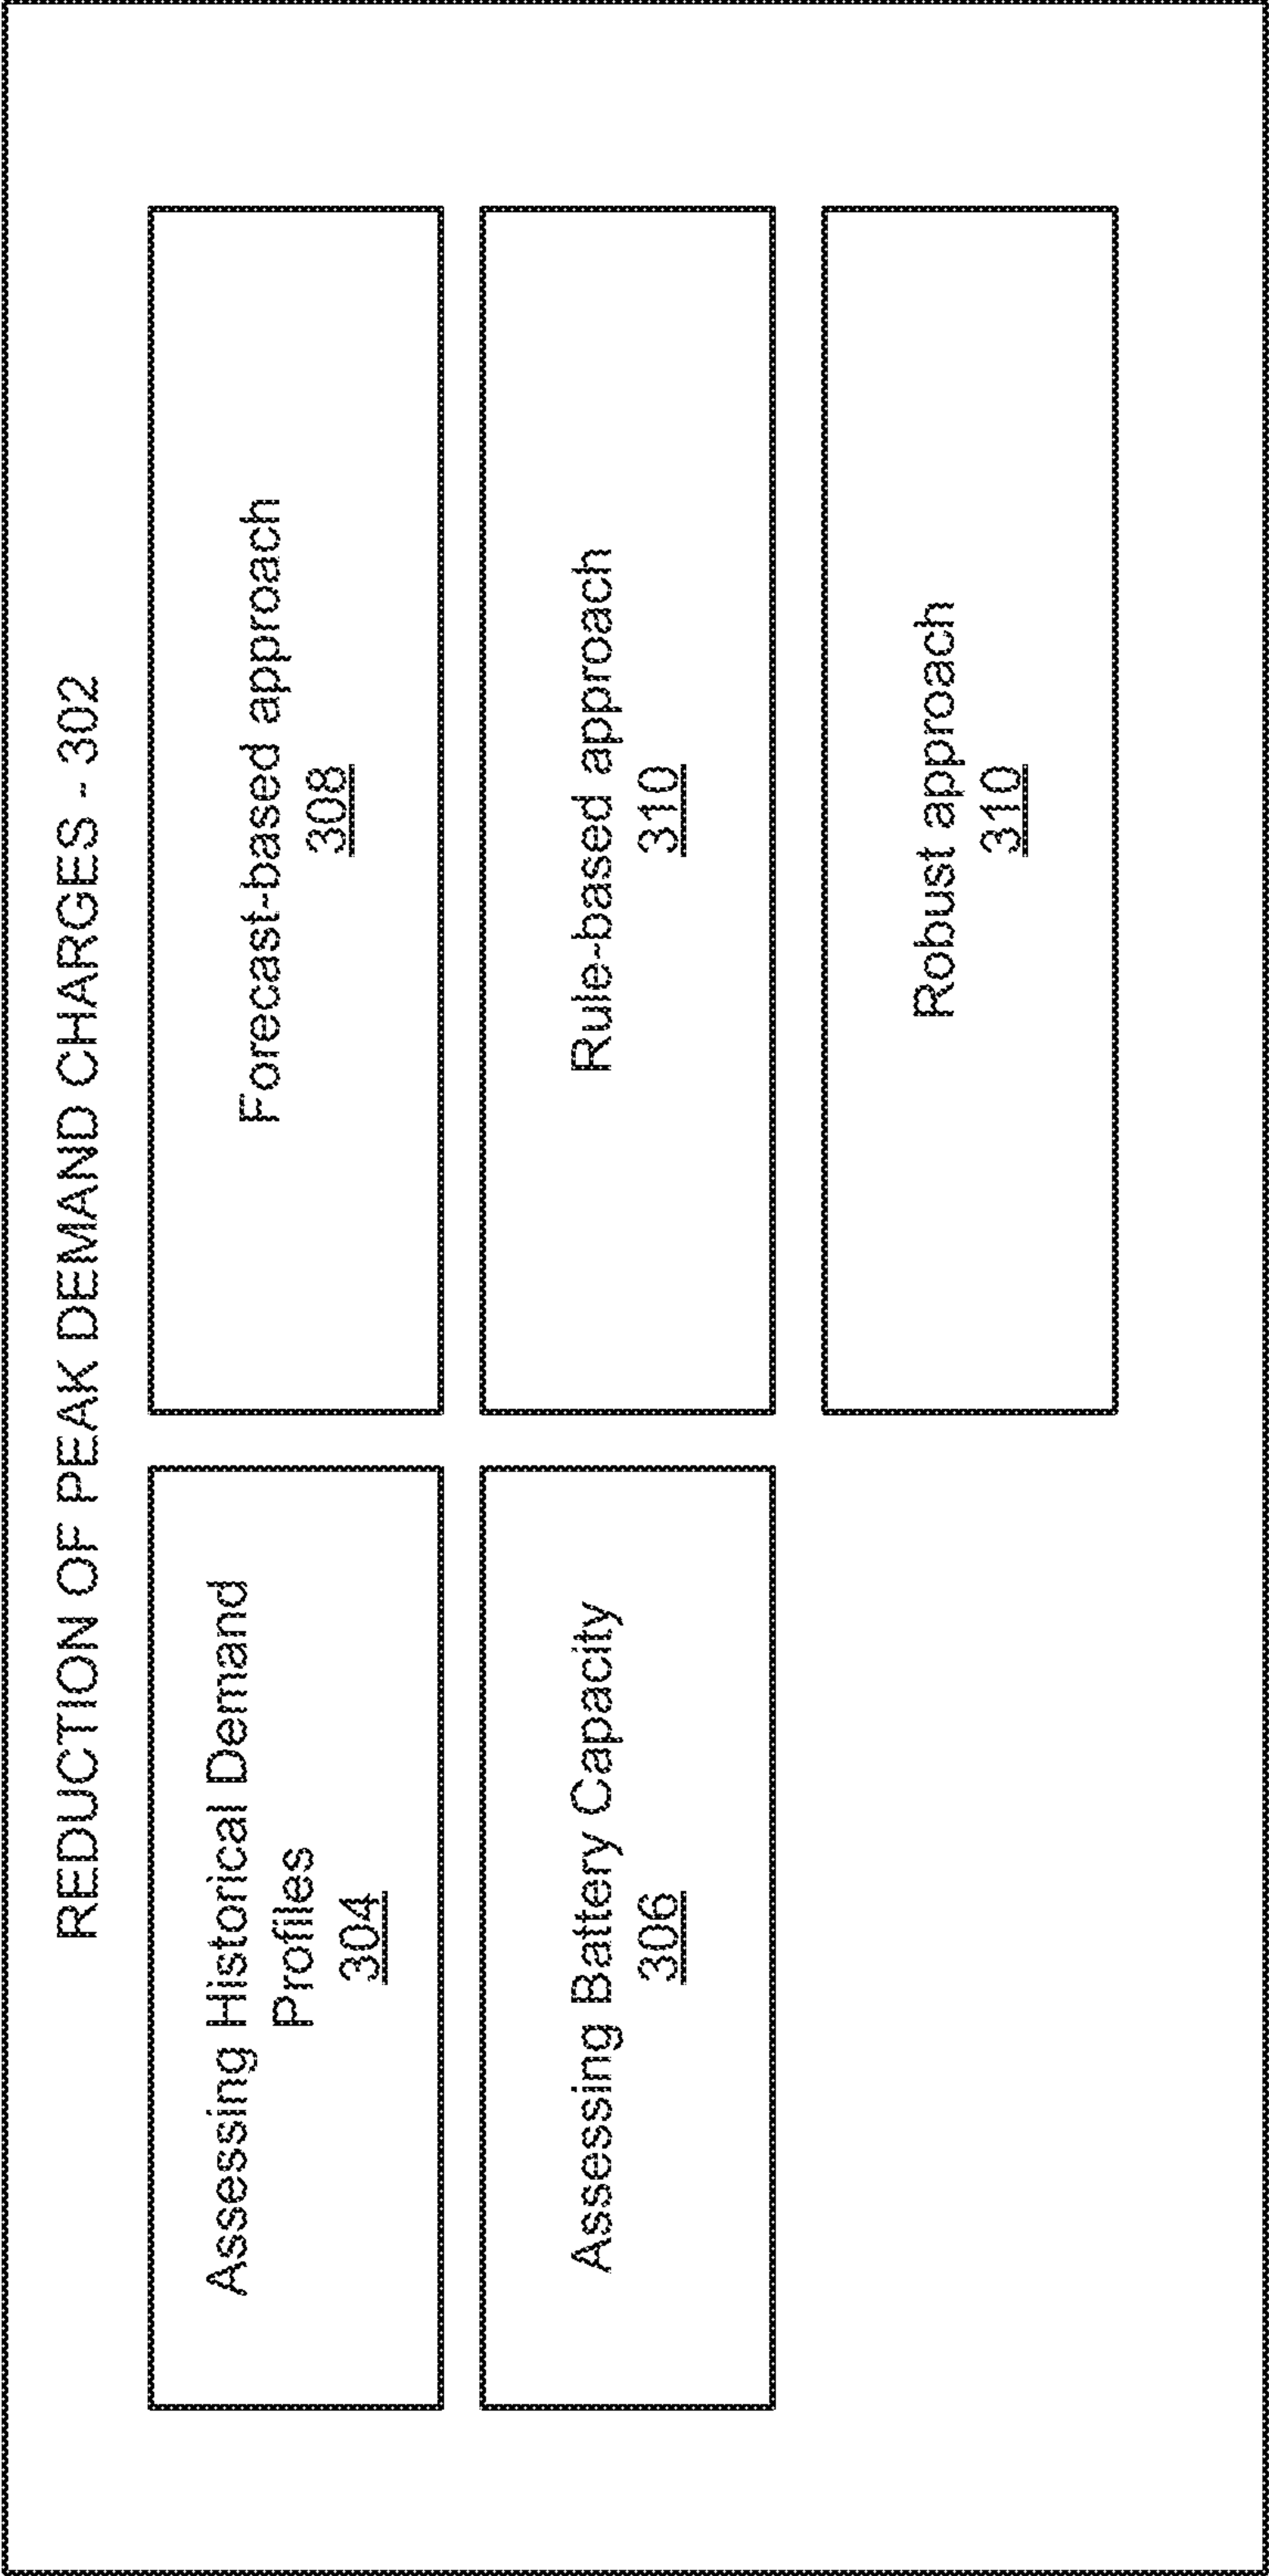 REDUCTION OF PEAK DEMAND CHARGES - 302
Assessing Historical Demand
Profiles
304
Assessing Battery Capacity
306
Forecast-based approach
308
Rule-based approach
310
Robust approach
310